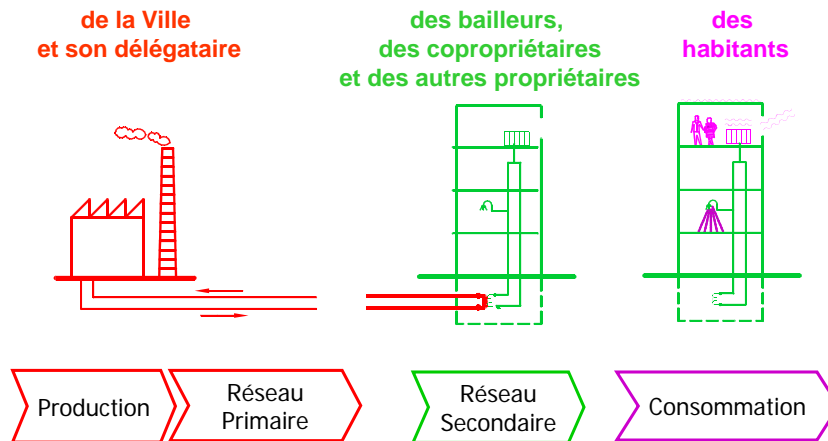 de la Ville
et son délégataire
des bailleurs,
des copropriétaires
et des autres propriétaires
des
habitants
Production
Réseau
Primaire
Réseau
Secondaire
Consommation